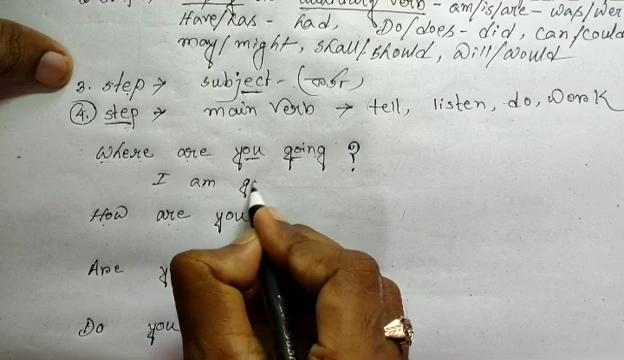 auxiliary verb - am/is/are - was/wer
Have/has - had, Do/does - did, can/could
may/might, shall/should, will/would
3. step → subject - (কর্তা)
4. step → main verb → tell, listen, do, work
Where are you going ?
I am g
How are you
Are y
Do you